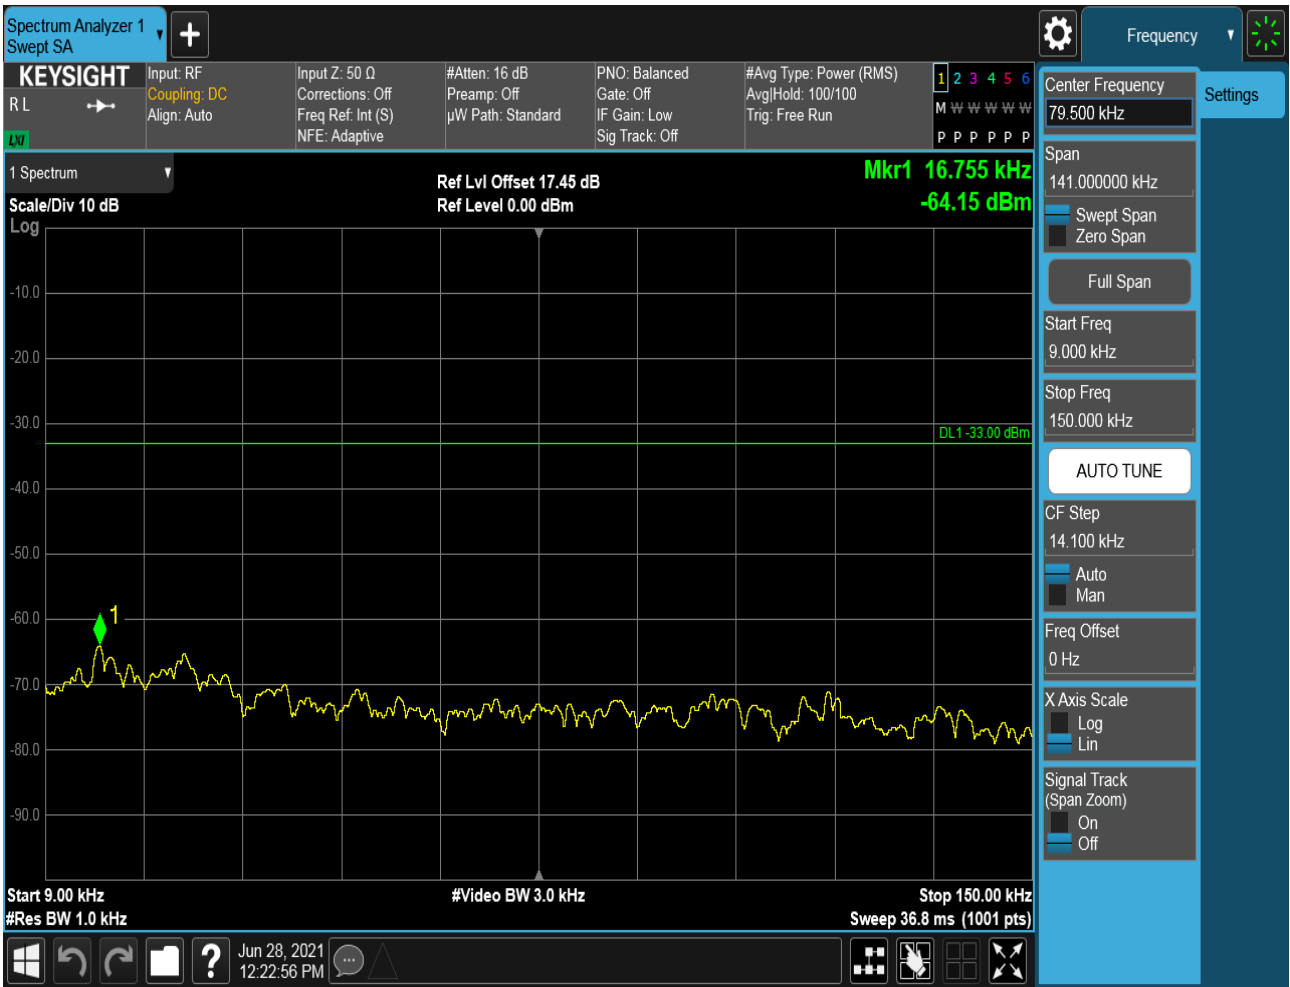 Spectrum Analyzer 1
Swept SA
Frequency
KEYSIGHT
R L
LXI
Input: RF
Coupling: DC
Align: Auto
Input Z: 50 Ω
Corrections: Off
Freq Ref: Int (S)
NFE: Adaptive
#Atten: 16 dB
Preamp: Off
µW Path: Standard
PNO: Balanced
Gate: Off
IF Gain: Low
Sig Track: Off
#Avg Type: Power (RMS)
Avg|Hold: 100/100
Trig: Free Run
1 2 3 4 5 6
M W W W W W
P P P P P P
1 Spectrum
Scale/Div 10 dB
Log
Ref Lvl Offset 17.45 dB
Ref Level 0.00 dBm
Mkr1 16.755 kHz
-64.15 dBm
-10.0
-20.0
-30.0
DL1 -33.00 dBm
-40.0
-50.0
-60.0
1
-70.0
-80.0
-90.0
Start 9.00 kHz
#Video BW 3.0 kHz
Stop 150.00 kHz
#Res BW 1.0 kHz
Sweep 36.8 ms (1001 pts)
Jun 28, 2021
12:22:56 PM
?
Center Frequency
79.500 kHz
Settings
Span
141.000000 kHz
Swept Span
Zero Span
Full Span
Start Freq
9.000 kHz
Stop Freq
150.000 kHz
AUTO TUNE
CF Step
14.100 kHz
Auto
Man
Freq Offset
0 Hz
X Axis Scale
Log
Lin
Signal Track
(Span Zoom)
On
Off